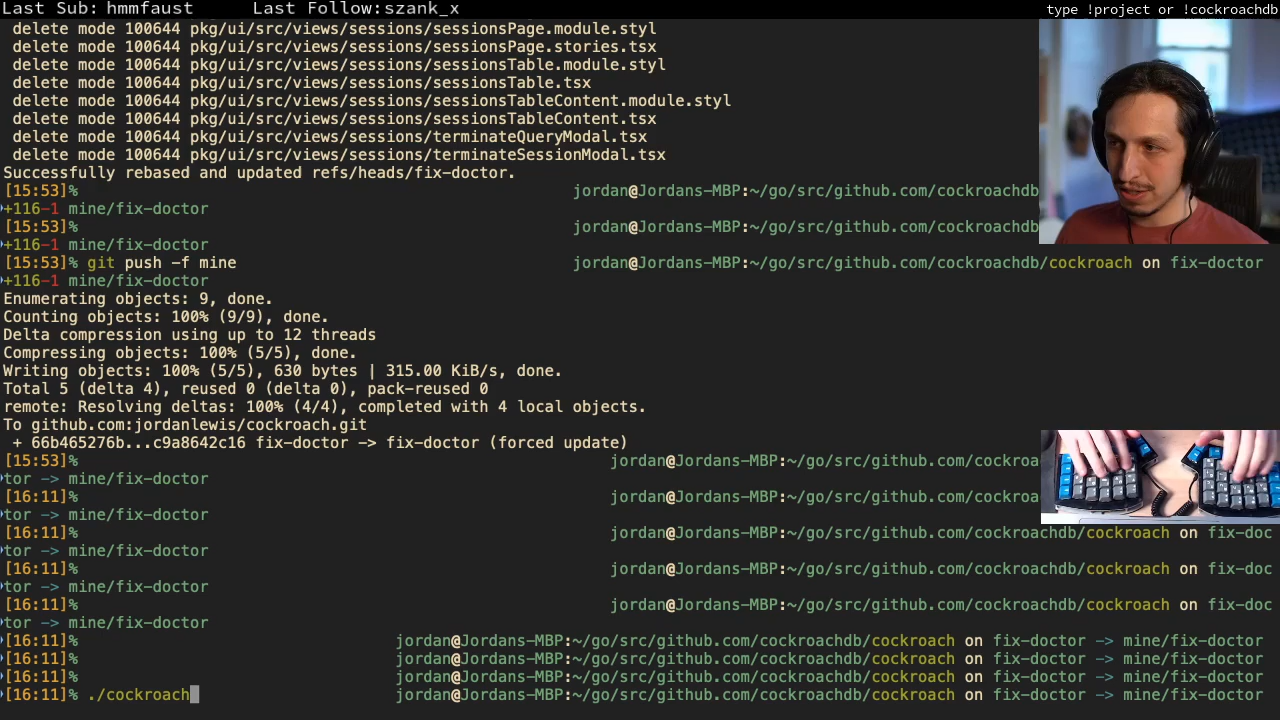 Last Sub: hmmfaust Last Follow:szank_x type !project or !cockroachdb
delete mode 100644 pkg/ui/src/views/sessions/sessionsPage.module.styl
delete mode 100644 pkg/ui/src/views/sessions/sessionsPage.stories.tsx
delete mode 100644 pkg/ui/src/views/sessions/sessionsTable.module.styl
delete mode 100644 pkg/ui/src/views/sessions/sessionsTable.tsx
delete mode 100644 pkg/ui/src/views/sessions/sessionsTableContent.module.styl
delete mode 100644 pkg/ui/src/views/sessions/sessionsTableContent.tsx
delete mode 100644 pkg/ui/src/views/sessions/terminateQueryModal.tsx
delete mode 100644 pkg/ui/src/views/sessions/terminateSessionModal.tsx
Successfully rebased and updated refs/heads/fix-doctor.
[15:53]% jordan@Jordans-MBP:~/go/src/github.com/cockroachdb
+116-1 mine/fix-doctor
[15:53]% jordan@Jordans-MBP:~/go/src/github.com/cockroachdb
+116-1 mine/fix-doctor
[15:53]% git push -f mine jordan@Jordans-MBP:~/go/src/github.com/cockroachdb/cockroach on fix-doctor
+116-1 mine/fix-doctor
Enumerating objects: 9, done.
Counting objects: 100% (9/9), done.
Delta compression using up to 12 threads
Compressing objects: 100% (5/5), done.
Writing objects: 100% (5/5), 630 bytes | 315.00 KiB/s, done.
Total 5 (delta 4), reused 0 (delta 0), pack-reused 0
remote: Resolving deltas: 100% (4/4), completed with 4 local objects.
To github.com:jordanlewis/cockroach.git
+ 66b465276b...c9a8642c16 fix-doctor -> fix-doctor (forced update)
[15:53]% jordan@Jordans-MBP:~/go/src/github.com/cockroa
tor -> mine/fix-doctor
[16:11]% jordan@Jordans-MBP:~/go/src/github.com/cockroa
tor -> mine/fix-doctor
[16:11]% jordan@Jordans-MBP:~/go/src/github.com/cockroachdb/cockroach on fix-doc
tor -> mine/fix-doctor
[16:11]% jordan@Jordans-MBP:~/go/src/github.com/cockroachdb/cockroach on fix-doc
tor -> mine/fix-doctor
[16:11]% jordan@Jordans-MBP:~/go/src/github.com/cockroachdb/cockroach on fix-doc
tor -> mine/fix-doctor
[16:11]% jordan@Jordans-MBP:~/go/src/github.com/cockroachdb/cockroach on fix-doctor -> mine/fix-doctor
[16:11]% jordan@Jordans-MBP:~/go/src/github.com/cockroachdb/cockroach on fix-doctor -> mine/fix-doctor
[16:11]% jordan@Jordans-MBP:~/go/src/github.com/cockroachdb/cockroach on fix-doctor -> mine/fix-doctor
[16:11]% ./cockroach jordan@Jordans-MBP:~/go/src/github.com/cockroachdb/cockroach on fix-doctor -> mine/fix-doctor